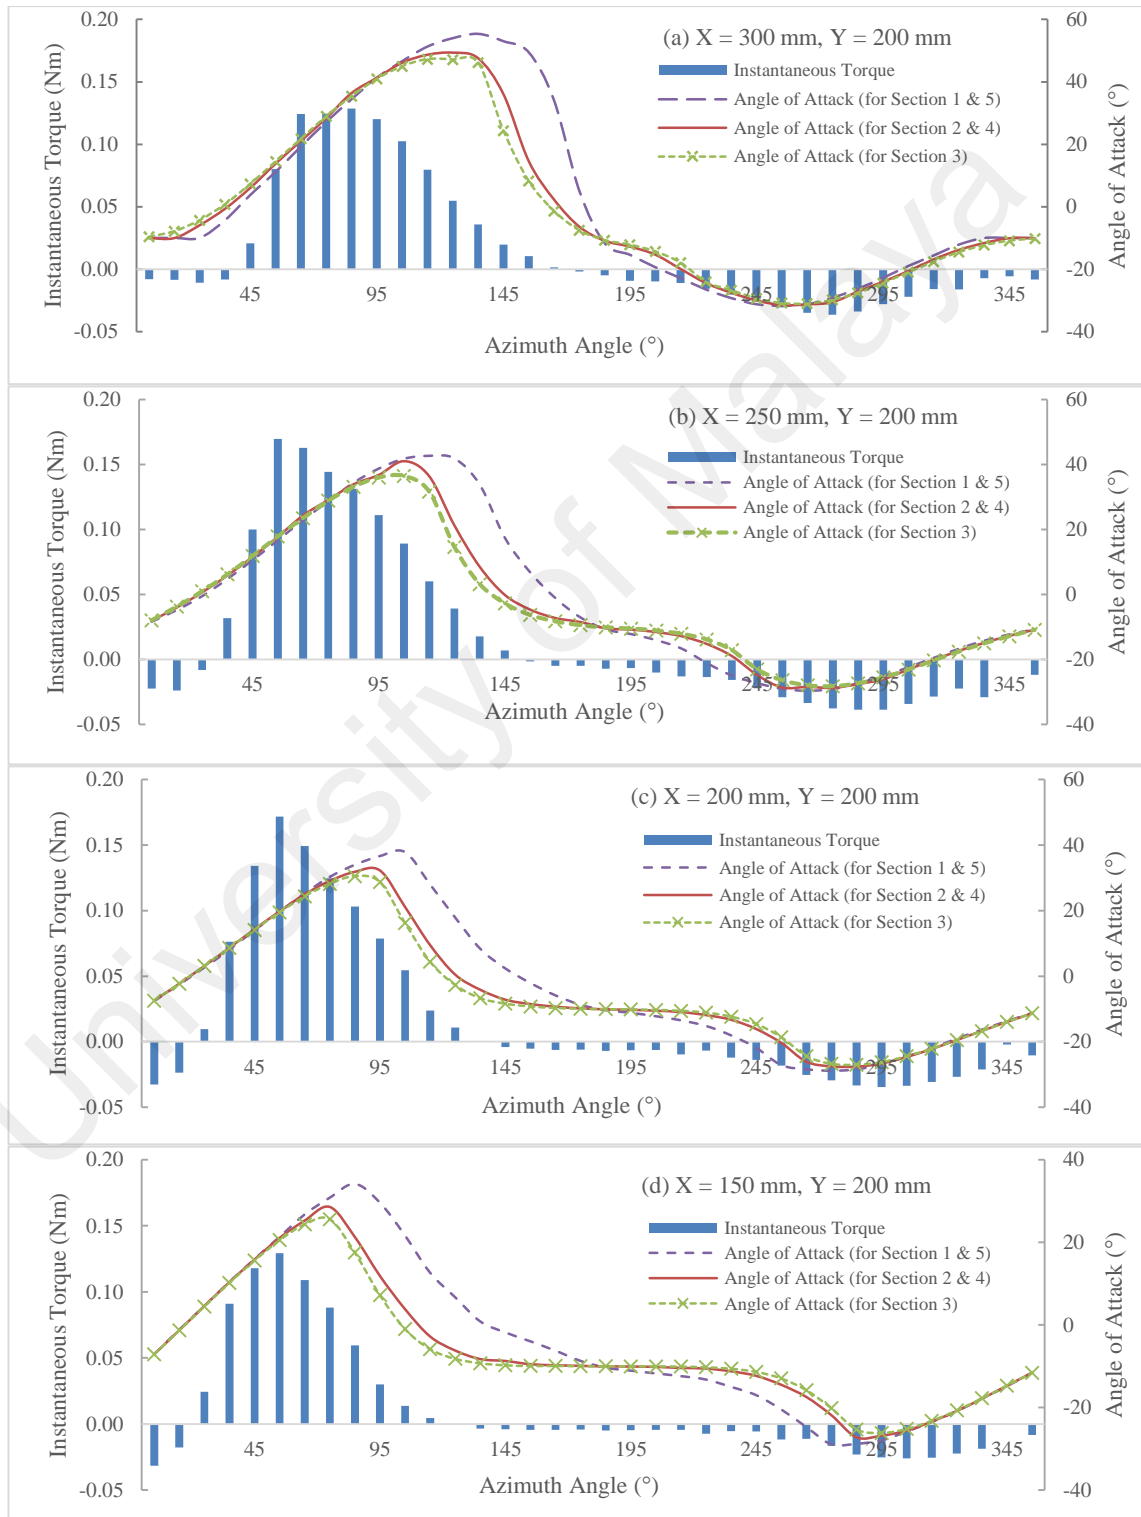 (a) X = 300 mm, Y = 200 mm
Instantaneous Torque
Angle of Attack (for Section 1 & 5)
Angle of Attack (for Section 2 & 4)
Angle of Attack (for Section 3)
Instantaneous Torque (Nm)
0.20
0.15
0.10
0.05
0.00
-0.05
45 95 145 195 245 295 345
Azimuth Angle (°)
60
40
20
0
-20
-40
Angle of Attack (°)
(b) X = 250 mm, Y = 200 mm
Instantaneous Torque
Angle of Attack (for Section 1 & 5)
Angle of Attack (for Section 2 & 4)
Angle of Attack (for Section 3)
Instantaneous Torque (Nm)
0.20
0.15
0.10
0.05
0.00
-0.05
45 95 145 195 245 295 345
Azimuth Angle (°)
60
40
20
0
-20
-40
Angle of Attack (°)
(c) X = 200 mm, Y = 200 mm
Instantaneous Torque
Angle of Attack (for Section 1 & 5)
Angle of Attack (for Section 2 & 4)
Angle of Attack (for Section 3)
Instantaneous Torque (Nm)
0.20
0.15
0.10
0.05
0.00
-0.05
45 95 145 195 245 295 345
Azimuth Angle (°)
60
40
20
0
-20
-40
Angle of Attack (°)
(d) X = 150 mm, Y = 200 mm
Instantaneous Torque
Angle of Attack (for Section 1 & 5)
Angle of Attack (for Section 2 & 4)
Angle of Attack (for Section 3)
Instantaneous Torque (Nm)
0.20
0.15
0.10
0.05
0.00
-0.05
45 95 145 195 245 295 345
Azimuth Angle (°)
40
20
0
-20
-40
Angle of Attack (°)
University of Malaya